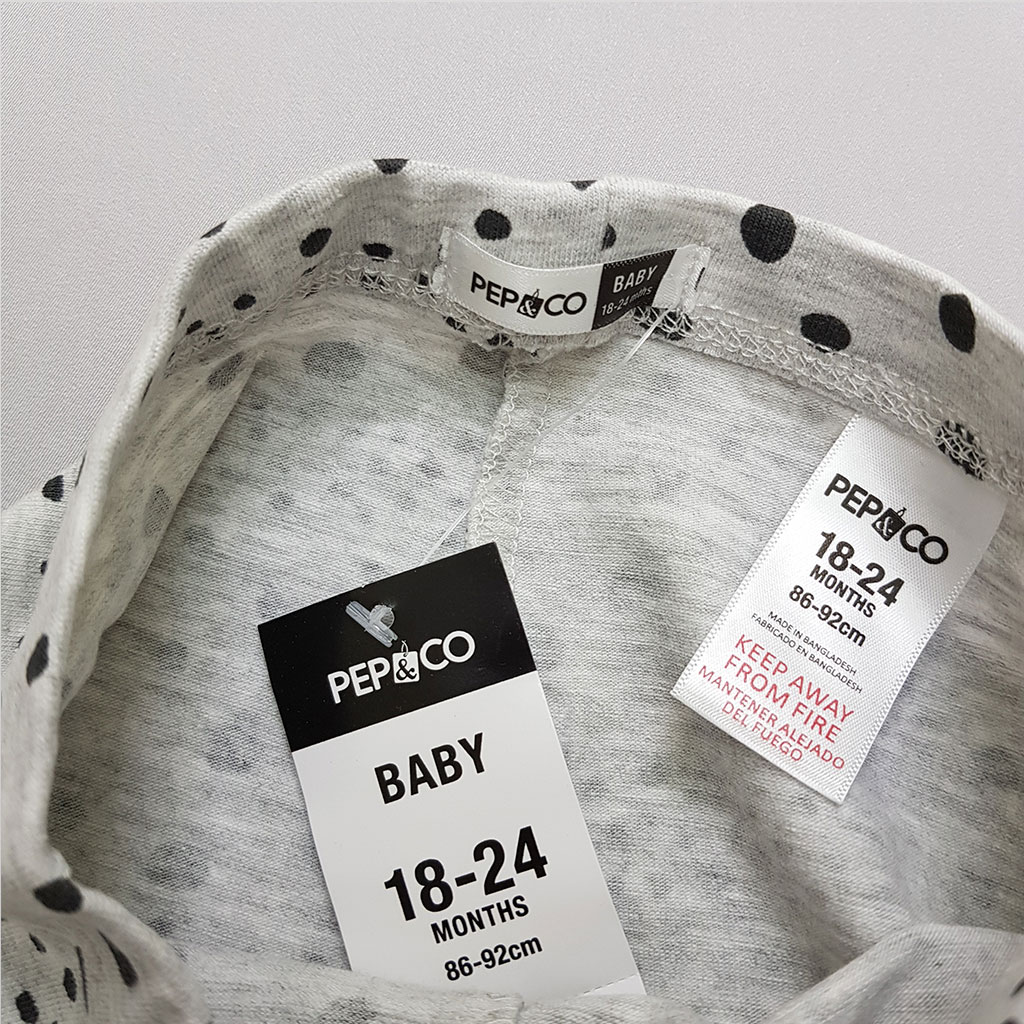 PEP&CO
BABY
18-24 mths
PEP&CO
18-24
MONTHS
86-92cm
MADE IN BANGLADESH
FABRICADO EN BANGLADESH
KEEP AWAY
FROM FIRE
MANTENER ALEJADO
DEL FUEGO
PEP&CO
BABY
18-24
MONTHS
86-92cm